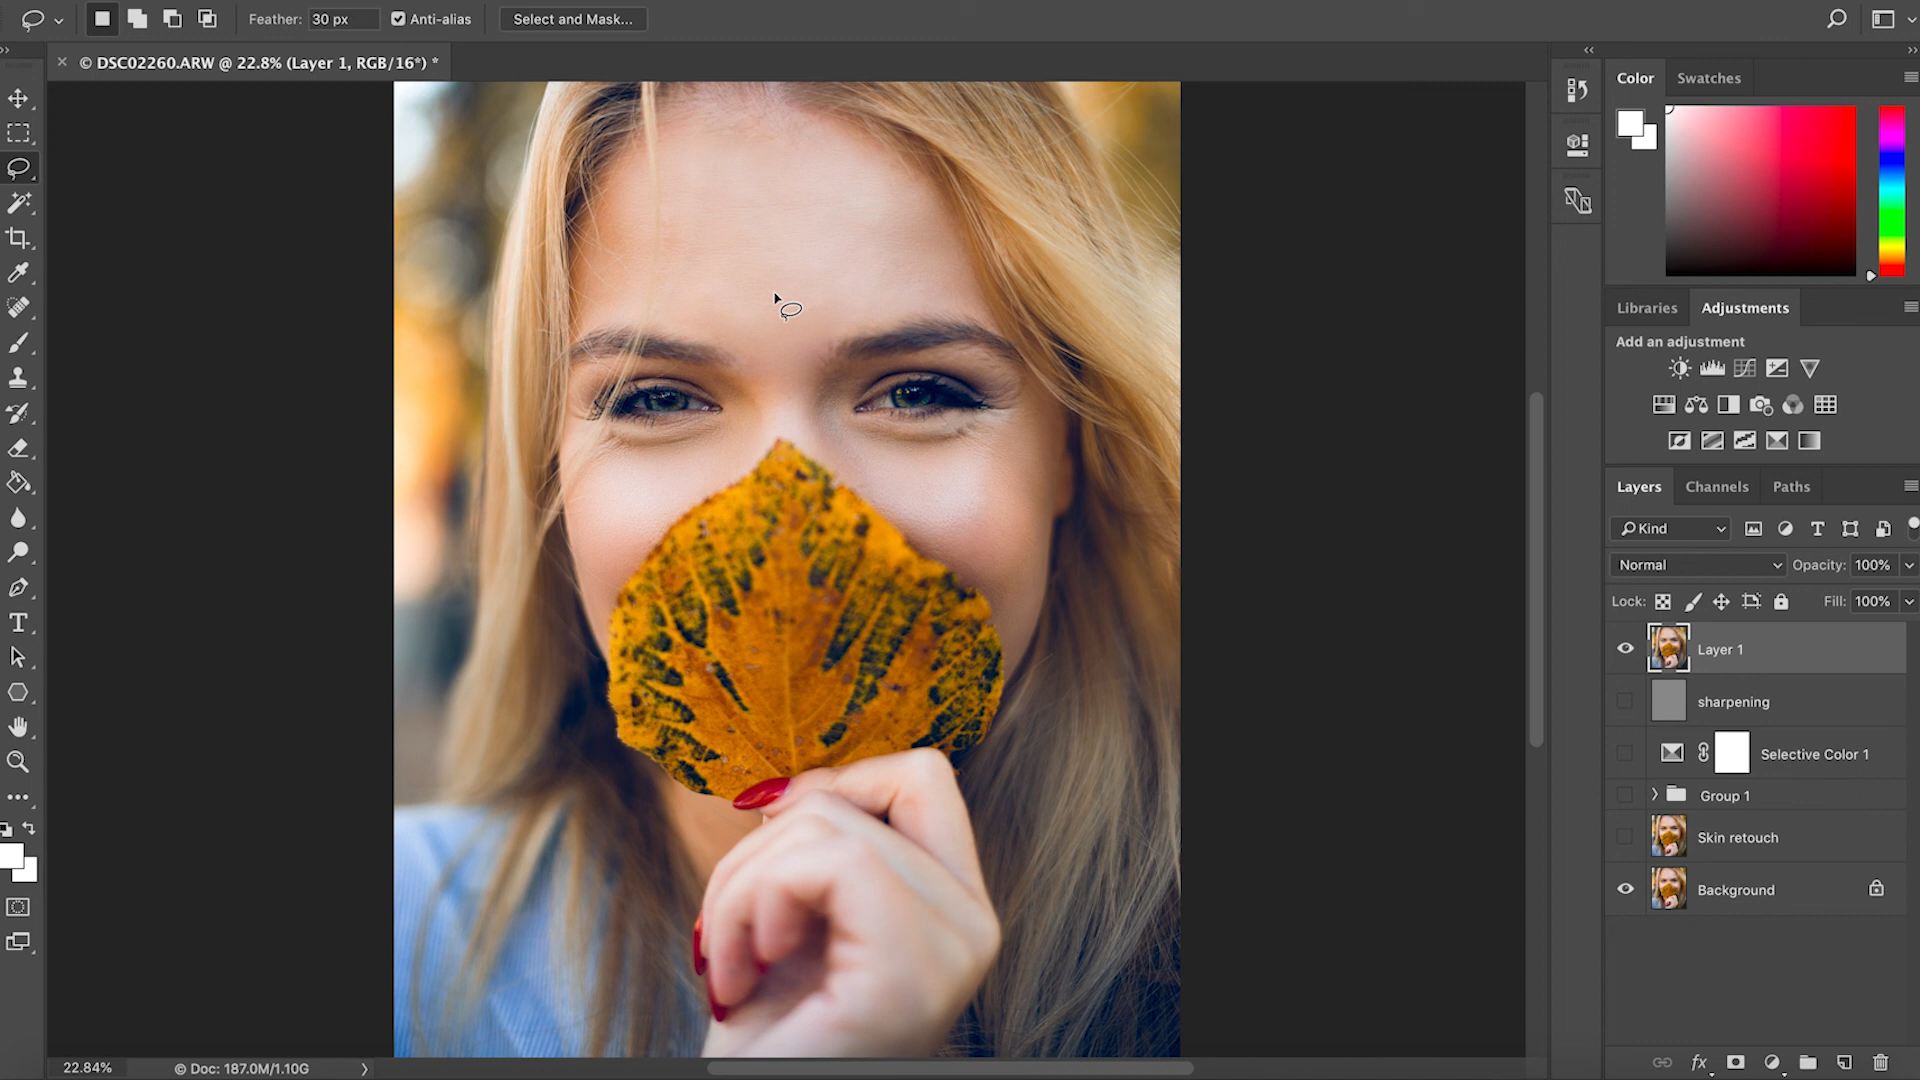 Feather: 30 px Anti-alias Select and Mask...
© DSC02260.ARW @ 22.8% (Layer 1, RGB/16*) *
Color Swatches
Libraries Adjustments
Add an adjustment
Layers Channels Paths
Kind
Normal Opacity: 100%
Lock: Fill: 100%
Layer 1
sharpening
Selective Color 1
Group 1
Skin retouch
Background
22.84% © Doc: 187.0M/1.10G
fx